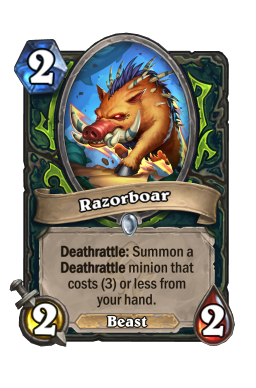 2
Razorboar
Deathrattle: Summon a
Deathrattle minion that
costs (3) or less from
your hand.
2
Beast
2